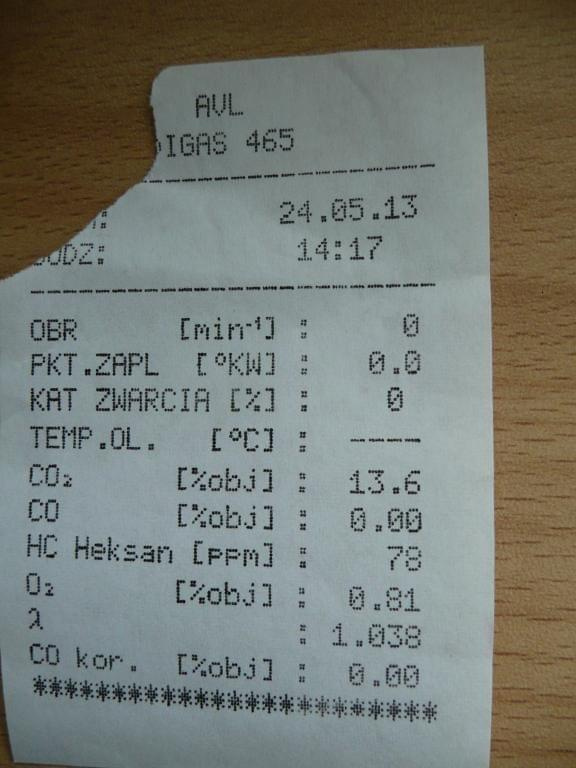 AVL
IGAS 465
24.05.13
ODZ: 14:17
OBR [min⁻¹] : 0
PKT.ZAPL [°KW] : 0.0
KAT ZWARCIA [%] : 0
TEMP.OL. [°C] : -----
CO₂ [%obj] : 13.6
CO [%obj] : 0.00
HC Heksan [ppm] : 78
O₂ [%obj] : 0.81
λ : 1.038
CO kor. [%obj] : 0.00
*************************